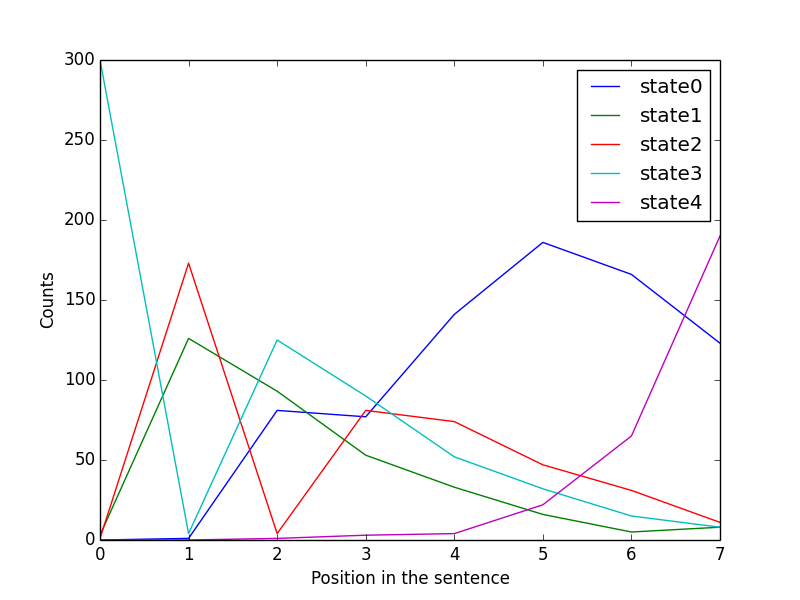 300
250
200
150
100
50
0
Counts
state0
state1
state2
state3
state4
0 1 2 3 4 5 6 7
Position in the sentence